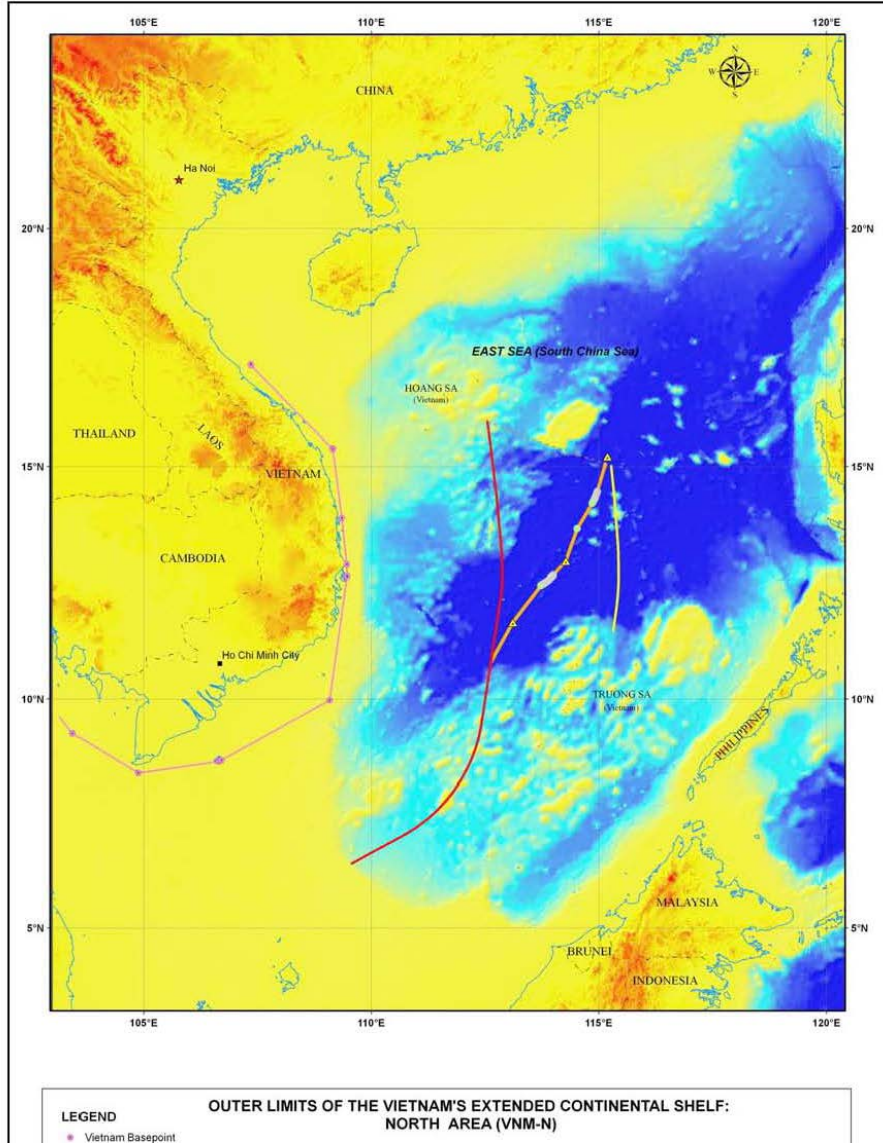 105°E 110°E 115°E 120°E
N
W E
S
CHINA
Ha Noi
20°N 20°N
EAST SEA (South China Sea)
HOANG SA
(Vietnam)
THAILAND
LAOS
VIETNAM
15°N 15°N
CAMBODIA
Ho Chi Minh City
10°N 10°N
TRUONG SA
(Vietnam)
PHILIPPINES
MALAYSIA
5°N 5°N
BRUNEI
INDONESIA
105°E 110°E 115°E 120°E
OUTER LIMITS OF THE VIETNAM'S EXTENDED CONTINENTAL SHELF:
NORTH AREA (VNM-N)
LEGEND
Vietnam Basepoint